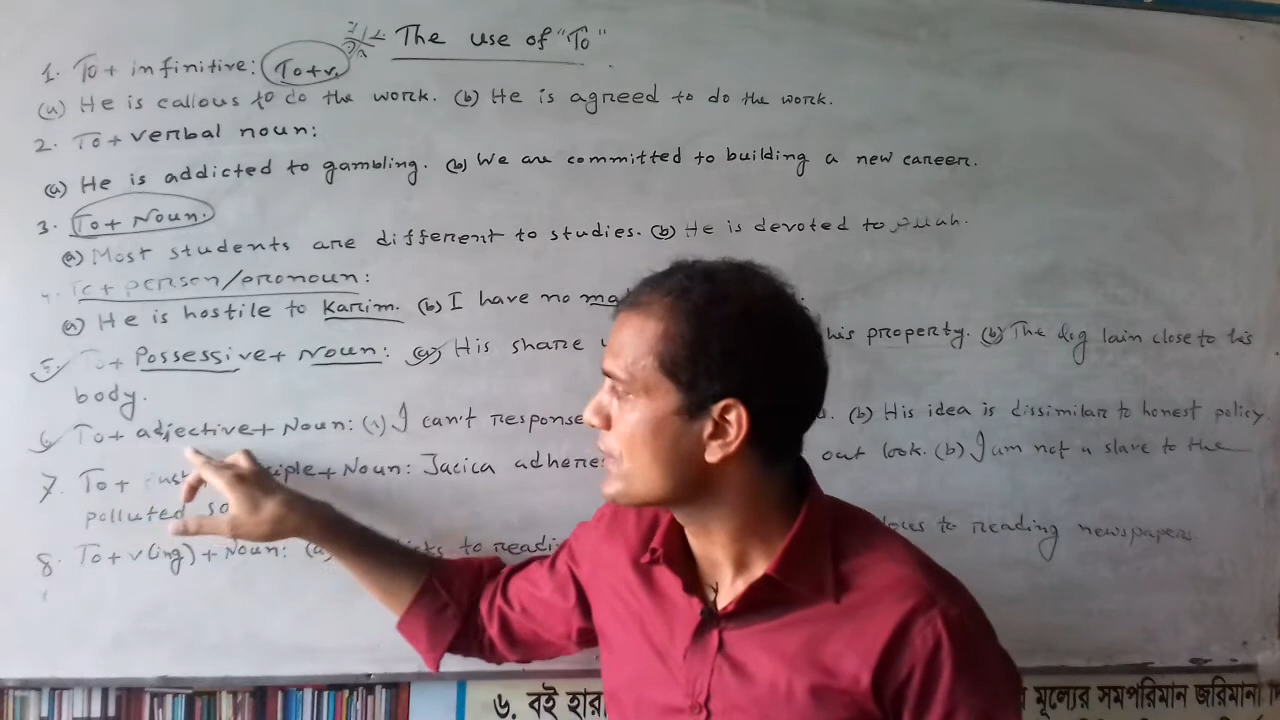 The use of "To"
1. To + infinitive: To+v.
(a) He is callous to do the work. (b) He is agreed to do the work.
2. To + verbal noun:
(a) He is addicted to gambling. (b) We are committed to building a new career.
3. To + Noun.
(a) Most students are different to studies. (b) He is devoted to
4. To + person/pronoun:
(a) He is hostile to Karim. (b) I have no
5. To + Possessive + Noun: (a) His share his property. (b) The dog lain close to his
body.
6. To + adjective + Noun: I can't response (b) His idea is dissimilar to honest policy.
7. To + + Noun: Jacica out look. (b) I am not a slave to the
polluted
8. To + v(ing) + Noun: to reading newspapers
৬. বই হারা মূল্যের সমপরিমান জরিমানা